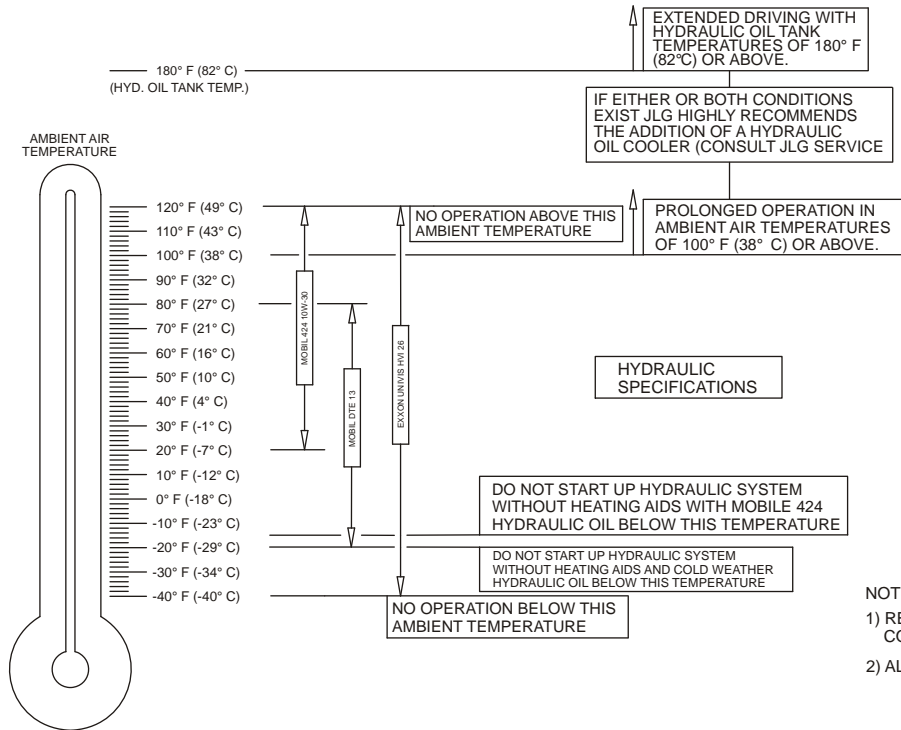 EXTENDED DRIVING WITH
HYDRAULIC OIL TANK
TEMPERATURES OF 180° F
(82°C) OR ABOVE.
180° F (82° C)
(HYD. OIL TANK TEMP.)
IF EITHER OR BOTH CONDITIONS
EXIST JLG HIGHLY RECOMMENDS
THE ADDITION OF A HYDRAULIC
OIL COOLER (CONSULT JLG SERVICE
AMBIENT AIR
TEMPERATURE
120° F (49° C)
110° F (43° C)
100° F (38° C)
90° F (32° C)
80° F (27° C)
70° F (21° C)
60° F (16° C)
50° F (10° C)
40° F (4° C)
30° F (-1° C)
20° F (-7° C)
10° F (-12° C)
0° F (-18° C)
-10° F (-23° C)
-20° F (-29° C)
-30° F (-34° C)
-40° F (-40° C)
NO OPERATION ABOVE THIS
AMBIENT TEMPERATURE
PROLONGED OPERATION IN
AMBIENT AIR TEMPERATURES
OF 100° F (38° C) OR ABOVE.
MOBIL 424 10W-30
MOBIL DTE 13
EXXON UNIVIS HVI 26
HYDRAULIC
SPECIFICATIONS
DO NOT START UP HYDRAULIC SYSTEM
WITHOUT HEATING AIDS WITH MOBILE 424
HYDRAULIC OIL BELOW THIS TEMPERATURE
DO NOT START UP HYDRAULIC SYSTEM
WITHOUT HEATING AIDS AND COLD WEATHER
HYDRAULIC OIL BELOW THIS TEMPERATURE
NO OPERATION BELOW THIS
AMBIENT TEMPERATURE
NOT
1) RE
CO
2) AL